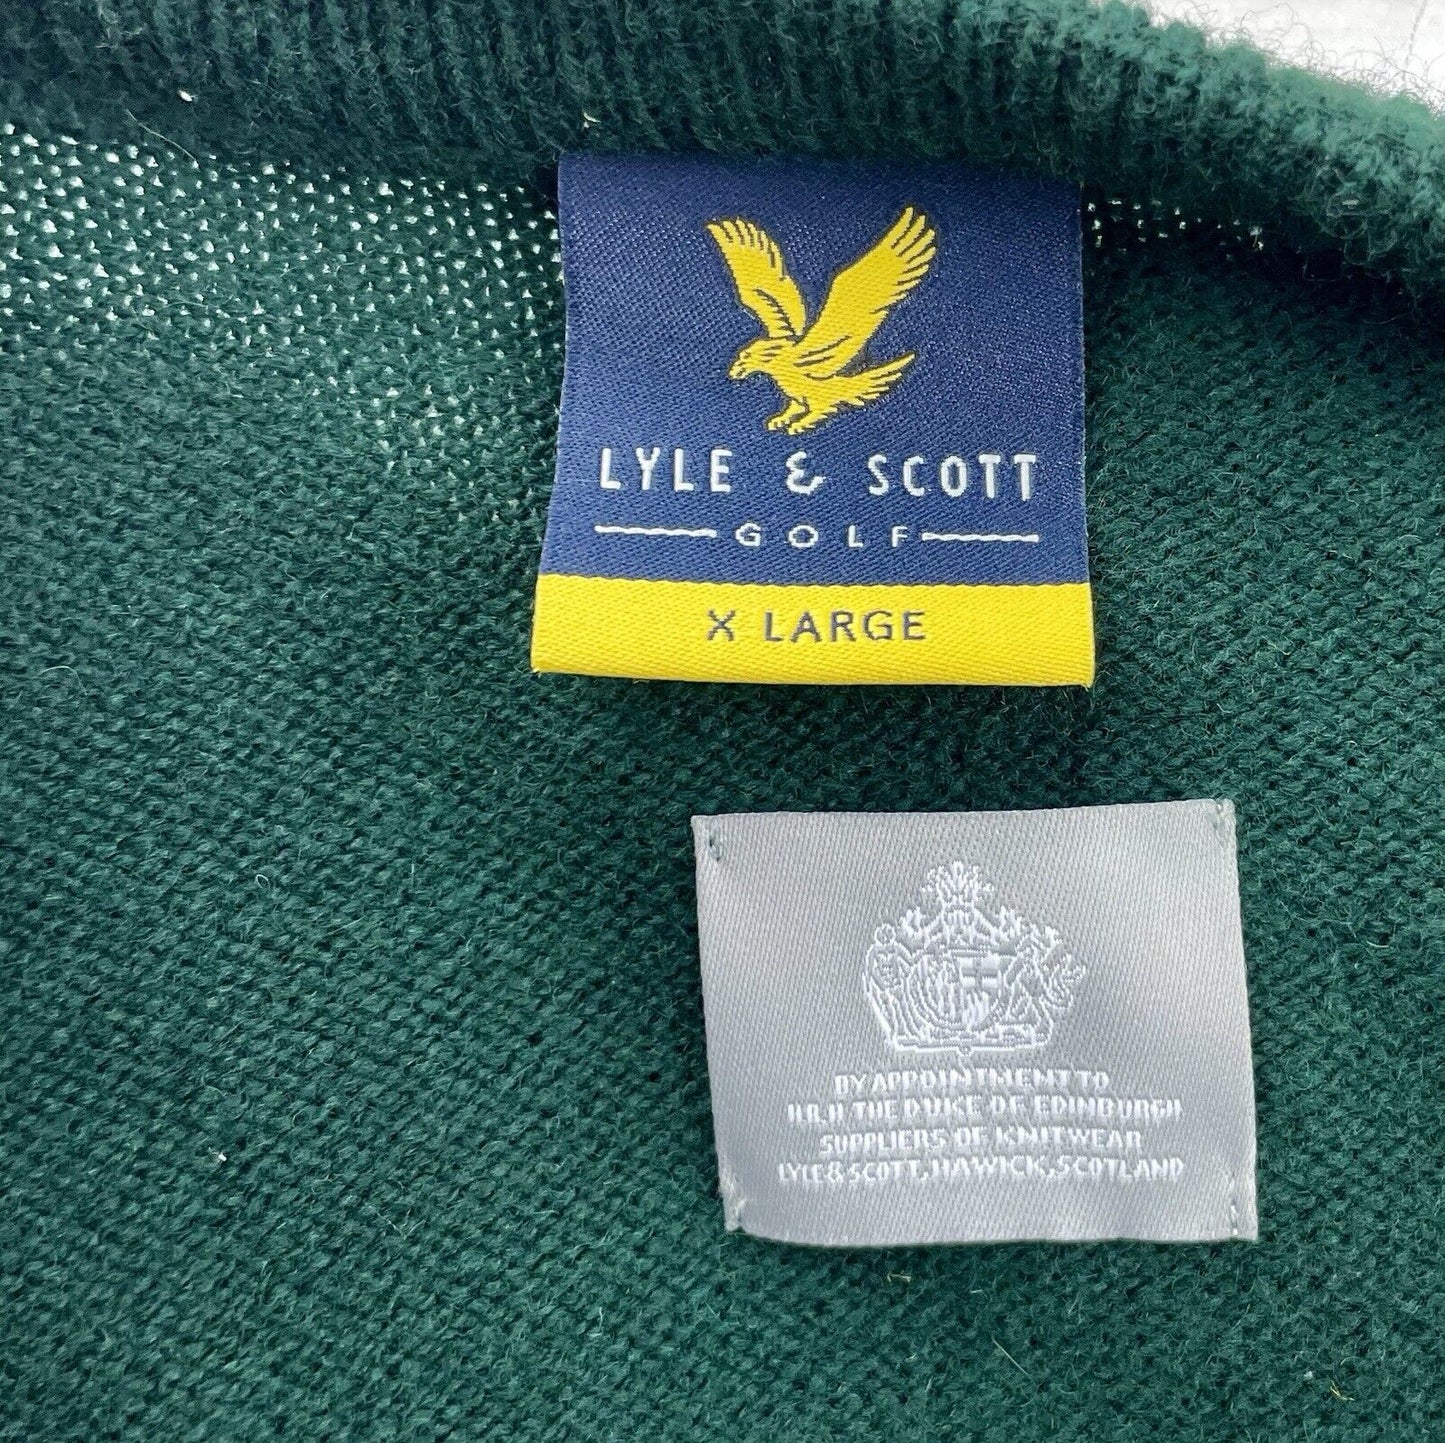 LYLE & SCOTT
GOLF
X LARGE
BY APPOINTMENT TO
H.R.H THE DUKE OF EDINBURGH
SUPPLIERS OF KNITWEAR
LYLE & SCOTT, HAWICK, SCOTLAND